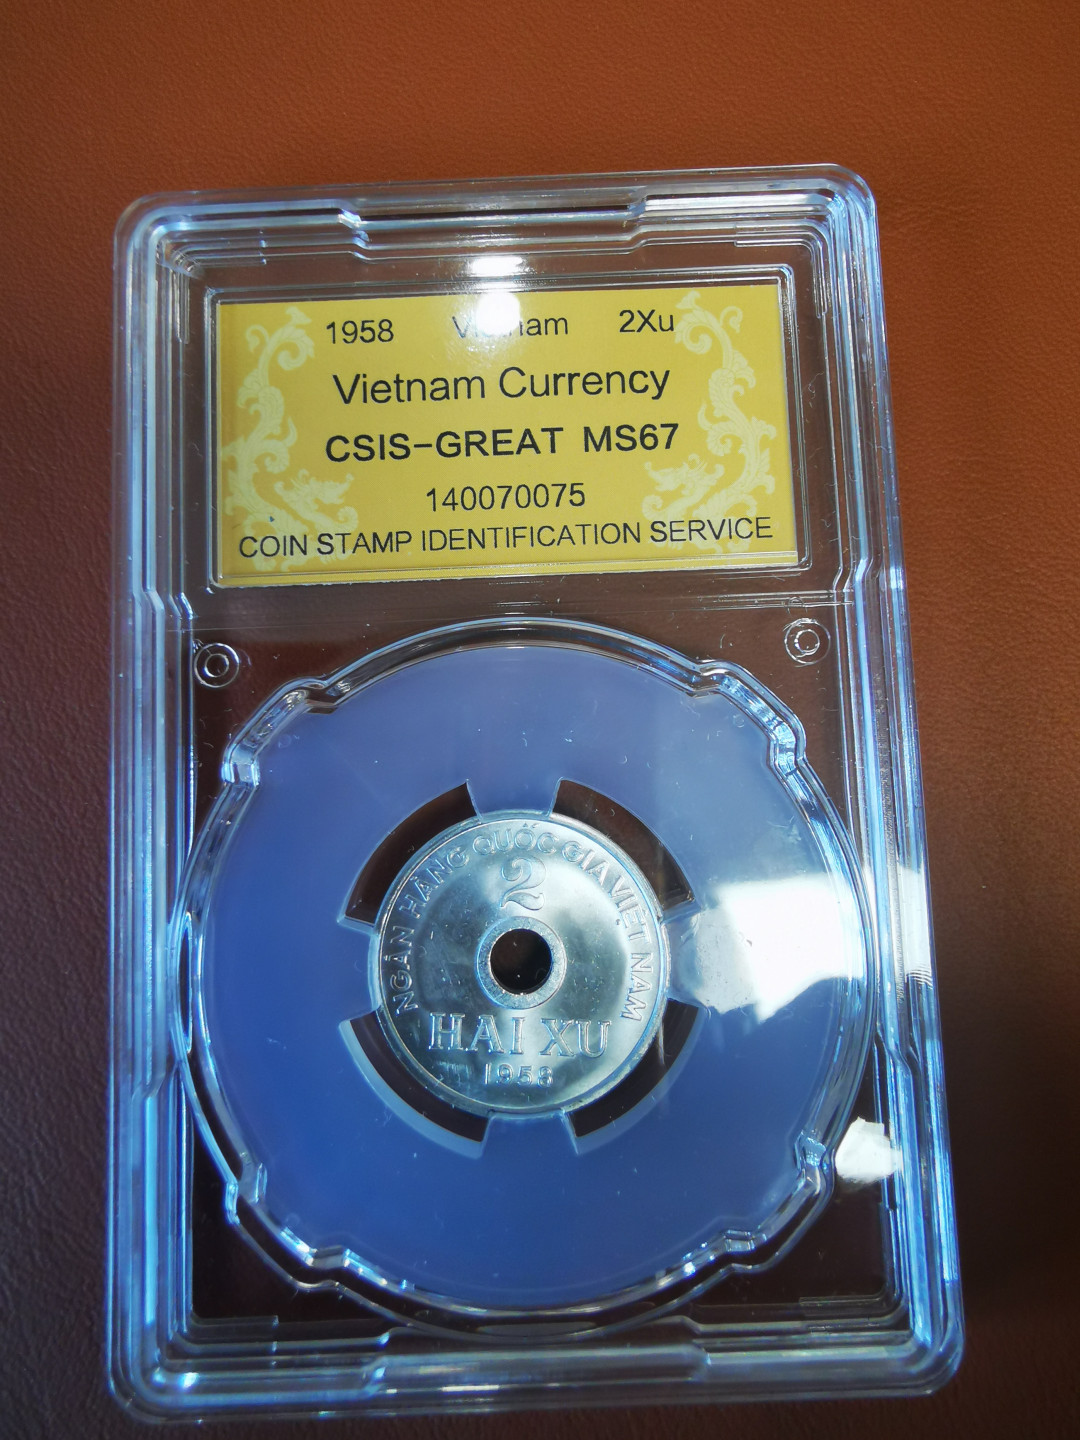 1958 Vietnam 2Xu
Vietnam Currency
CSIS-GREAT MS67
140070075
COIN STAMP IDENTIFICATION SERVICE
NGÂN HÀNG QUỐC GIA VIỆT NAM
2
HAI XU
1958